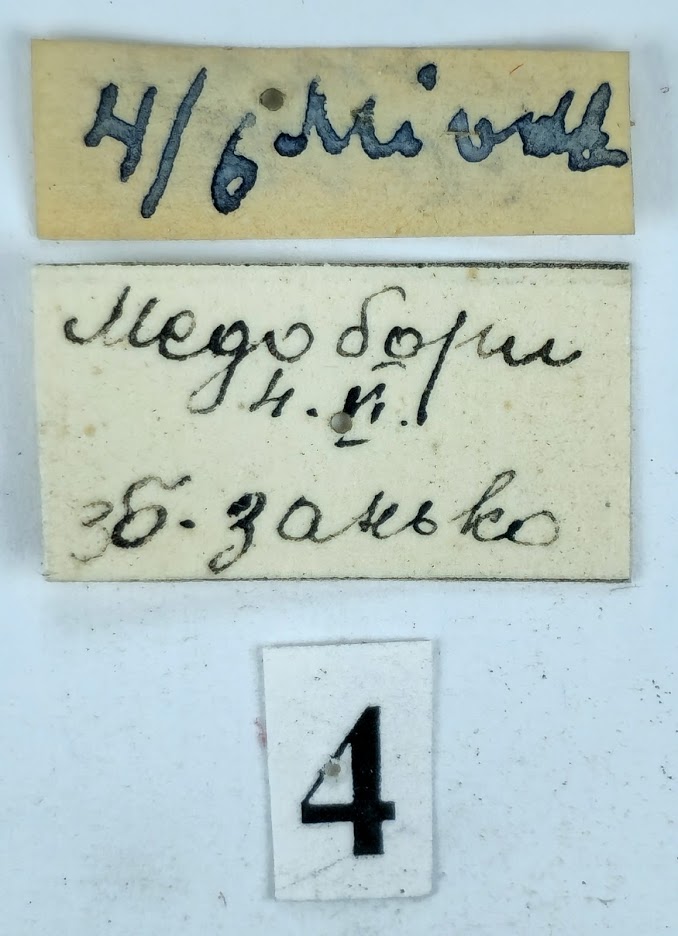 4/6
Медобори
4. VI.
зб. Занько
4